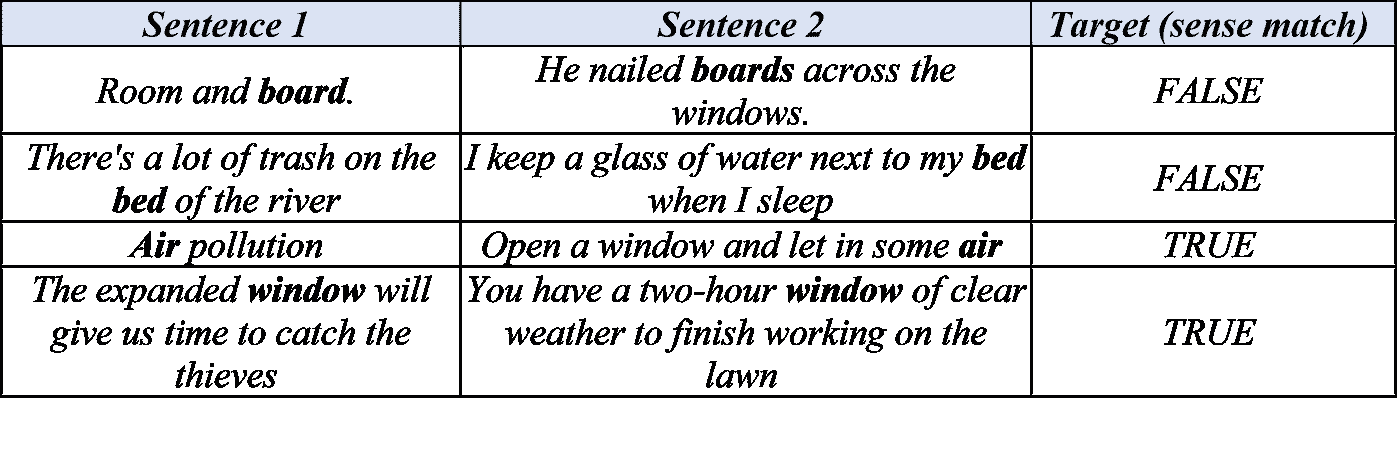 Sentence 1 Sentence 2 Target (sense match)
Room and board. He nailed boards across the windows. FALSE
There's a lot of trash on the bed of the river I keep a glass of water next to my bed when I sleep FALSE
Air pollution Open a window and let in some air TRUE
The expanded window will give us time to catch the thieves You have a two-hour window of clear weather to finish working on the lawn TRUE